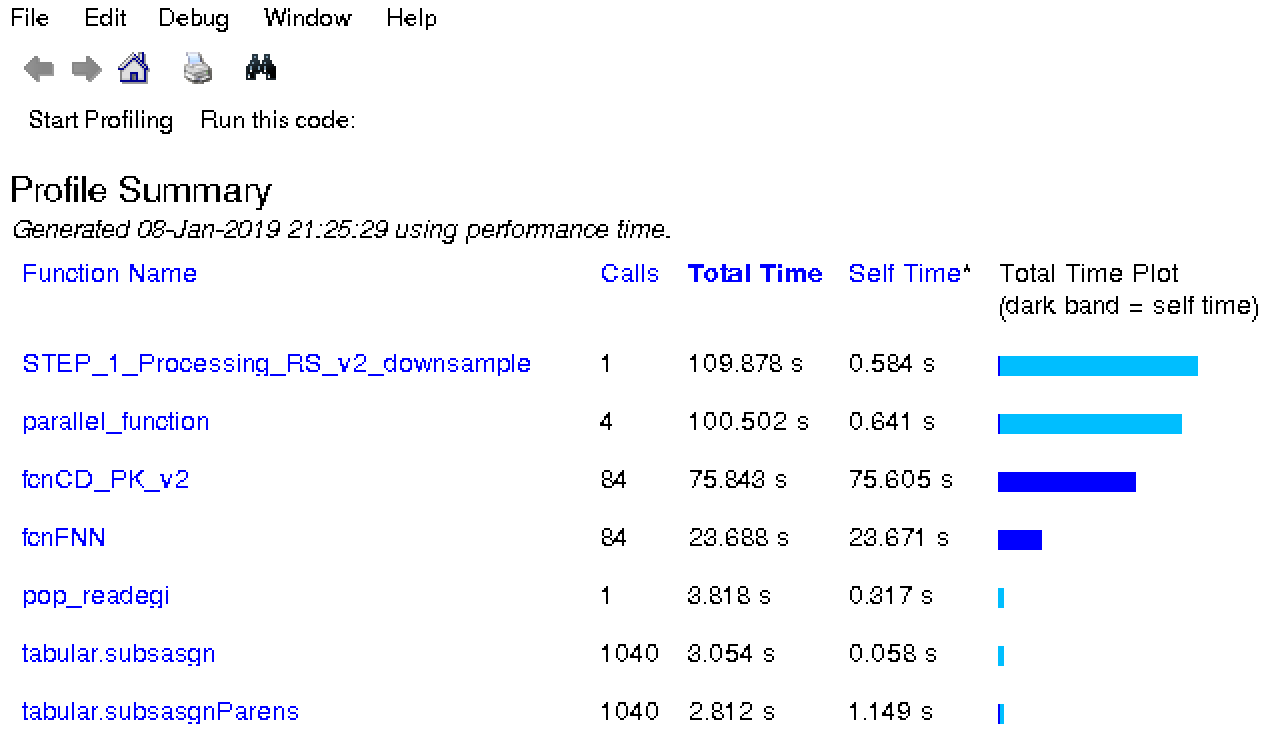 File Edit Debug Window Help
Start Profiling Run this code:
Profile Summary
Generated 08-Jan-2019 21:25:29 using performance time.
Function Name Calls Total Time Self Time* Total Time Plot
(dark band = self time)
STEP_1_Processing_RS_v2_downsample 1 109.878 s 0.584 s
parallel_function 4 100.502 s 0.641 s
fcnCD_PK_v2 84 75.843 s 75.605 s
fcnFNN 84 23.688 s 23.671 s
pop_readegi 1 3.818 s 0.317 s
tabular.subsasgn 1040 3.054 s 0.058 s
tabular.subsasgnParens 1040 2.812 s 1.149 s